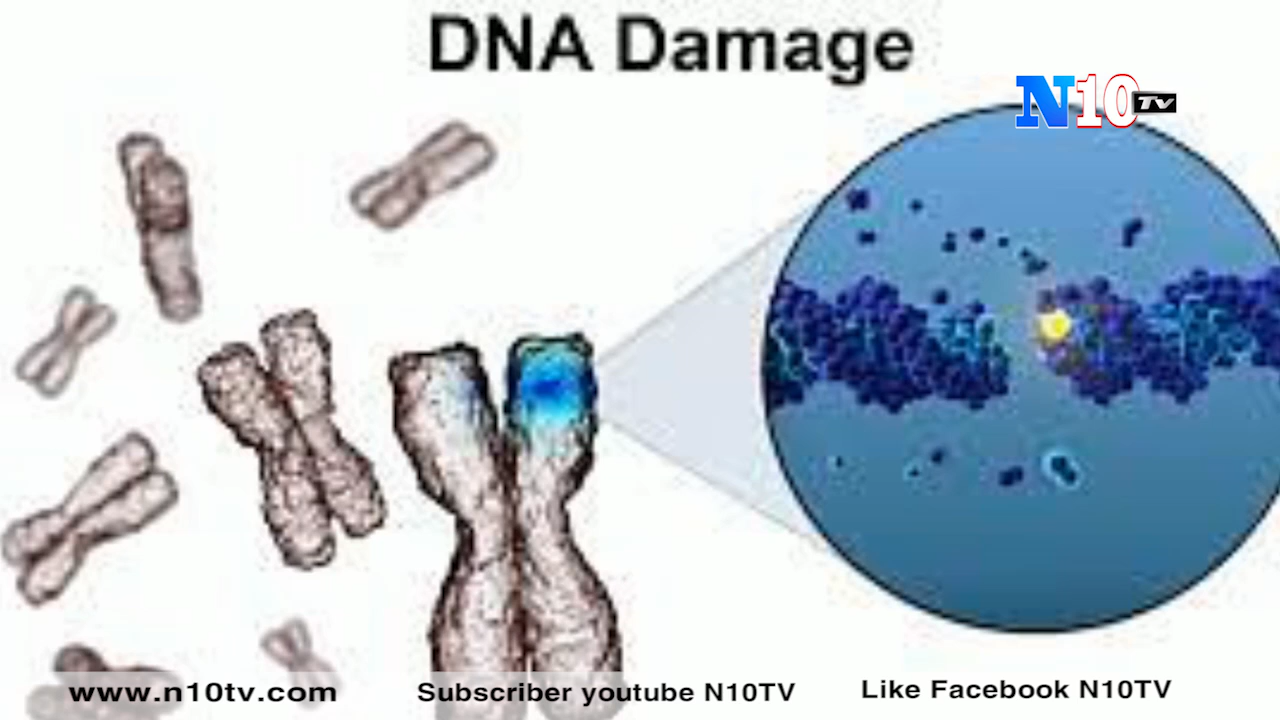 DNA Damage
N10 Tv
www.n10tv.com
Subscriber youtube N10TV
Like Facebook N10TV